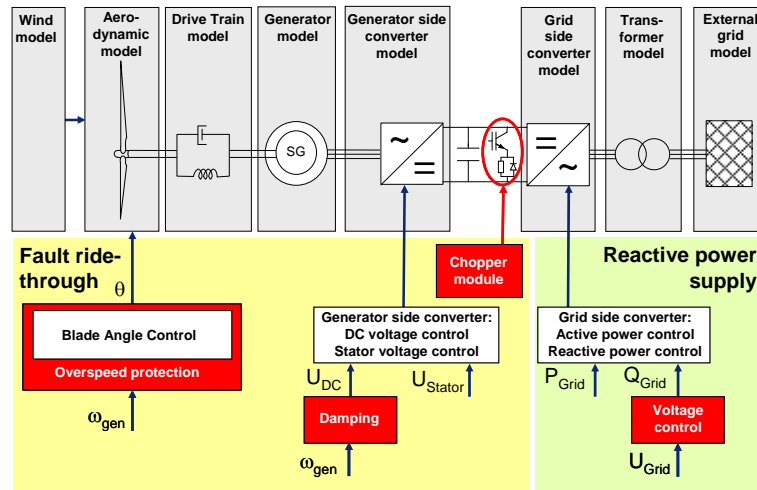 Wind
model
Aero-
dynamic
model
Drive Train
model
Generator
model
Generator side
converter model
Grid
side
converter
model
Trans-
former
model
External
grid
model
SG
~
=
=
~
Fault ride-
through
θ
Blade Angle Control
Overspeed protection
ωgen
Chopper
module
Generator side converter:
DC voltage control
Stator voltage control
UDC
UStator
Damping
ωgen
Reactive power
supply
Grid side converter:
Active power control
Reactive power control
PGrid
QGrid
Voltage
control
UGrid